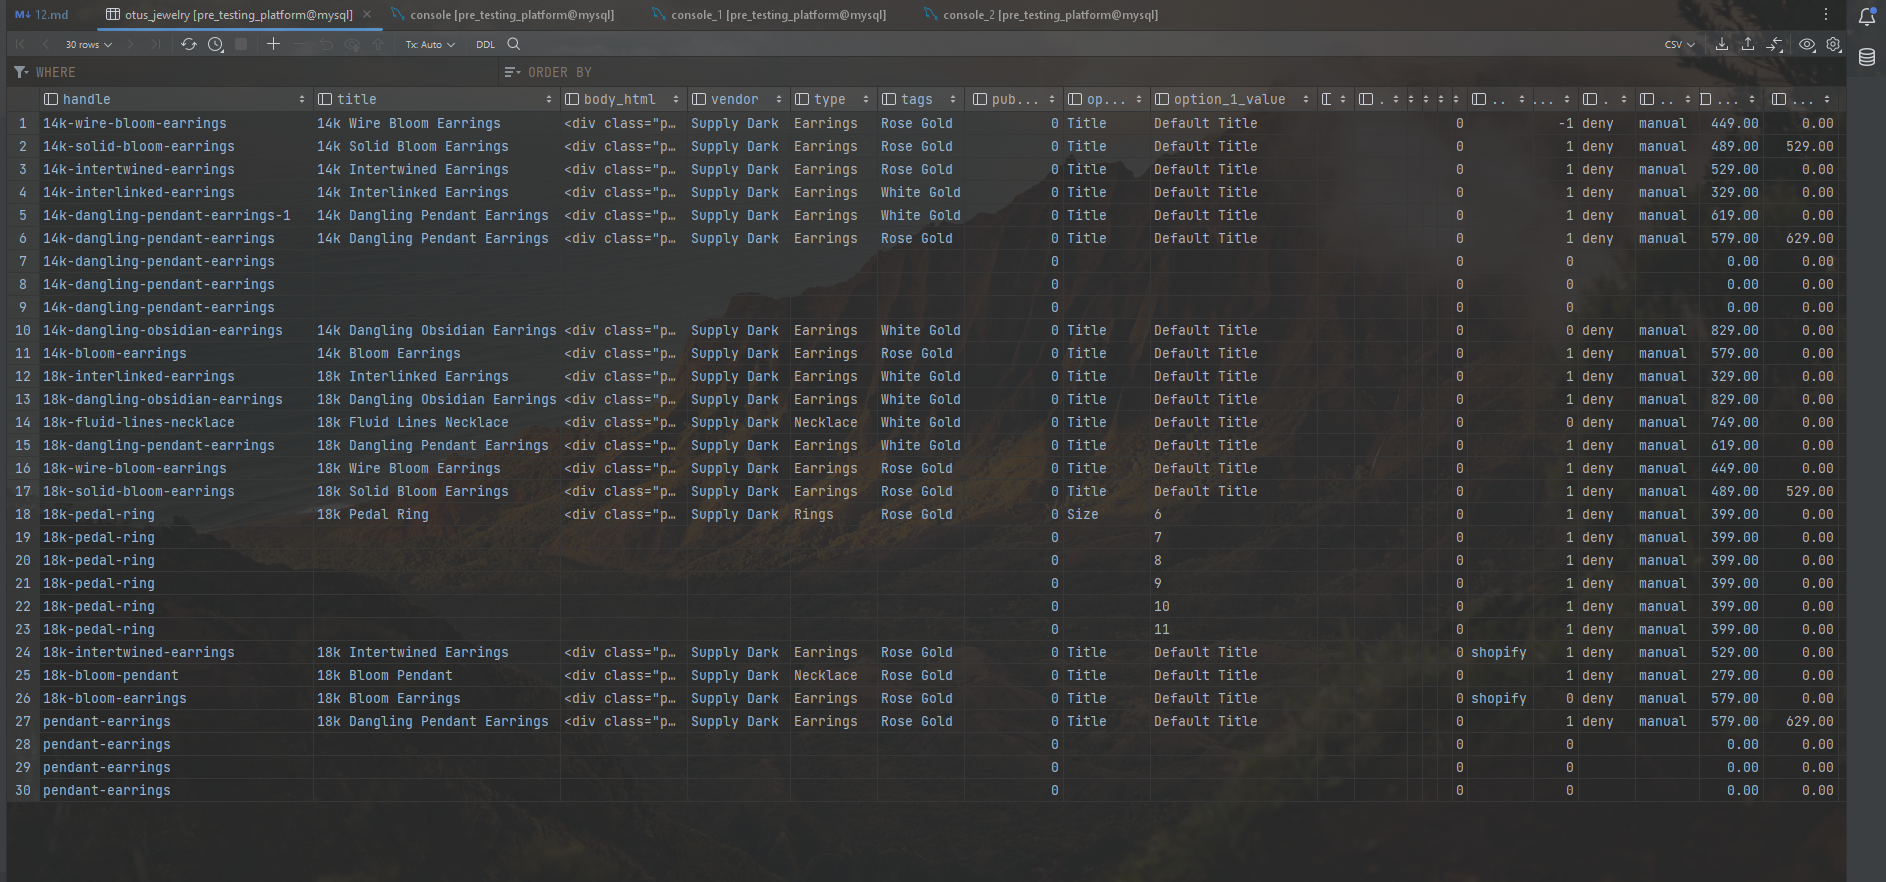 M↓ 12.md otus_jewelry [pre_testing_platform@mysql] console [pre_testing_platform@mysql] console_1 [pre_testing_platform@mysql] console_2 [pre_testing_platform@mysql]
30 rows Tx: Auto DDL CSV
WHERE ORDER BY
handle title body_html vendor type tags pub... op... option_1_value . .. ... . .. ... ...
1 14k-wire-bloom-earrings 14k Wire Bloom Earrings <div class="p… Supply Dark Earrings Rose Gold 0 Title Default Title 0 -1 deny manual 449.00 0.00
2 14k-solid-bloom-earrings 14k Solid Bloom Earrings <div class="p… Supply Dark Earrings Rose Gold 0 Title Default Title 0 1 deny manual 489.00 529.00
3 14k-intertwined-earrings 14k Intertwined Earrings <div class="p… Supply Dark Earrings Rose Gold 0 Title Default Title 0 1 deny manual 529.00 0.00
4 14k-interlinked-earrings 14k Interlinked Earrings <div class="p… Supply Dark Earrings White Gold 0 Title Default Title 0 1 deny manual 329.00 0.00
5 14k-dangling-pendant-earrings-1 14k Dangling Pendant Earrings <div class="p… Supply Dark Earrings White Gold 0 Title Default Title 0 1 deny manual 619.00 0.00
6 14k-dangling-pendant-earrings 14k Dangling Pendant Earrings <div class="p… Supply Dark Earrings Rose Gold 0 Title Default Title 0 1 deny manual 579.00 629.00
7 14k-dangling-pendant-earrings 0 0 0 0.00 0.00
8 14k-dangling-pendant-earrings 0 0 0 0.00 0.00
9 14k-dangling-pendant-earrings 0 0 0 0.00 0.00
10 14k-dangling-obsidian-earrings 14k Dangling Obsidian Earrings <div class="p… Supply Dark Earrings White Gold 0 Title Default Title 0 0 deny manual 829.00 0.00
11 14k-bloom-earrings 14k Bloom Earrings <div class="p… Supply Dark Earrings Rose Gold 0 Title Default Title 0 1 deny manual 579.00 0.00
12 18k-interlinked-earrings 18k Interlinked Earrings <div class="p… Supply Dark Earrings White Gold 0 Title Default Title 0 1 deny manual 329.00 0.00
13 18k-dangling-obsidian-earrings 18k Dangling Obsidian Earrings <div class="p… Supply Dark Earrings White Gold 0 Title Default Title 0 1 deny manual 829.00 0.00
14 18k-fluid-lines-necklace 18k Fluid Lines Necklace <div class="p… Supply Dark Necklace White Gold 0 Title Default Title 0 0 deny manual 749.00 0.00
15 18k-dangling-pendant-earrings 18k Dangling Pendant Earrings <div class="p… Supply Dark Earrings White Gold 0 Title Default Title 0 1 deny manual 619.00 0.00
16 18k-wire-bloom-earrings 18k Wire Bloom Earrings <div class="p… Supply Dark Earrings Rose Gold 0 Title Default Title 0 1 deny manual 449.00 0.00
17 18k-solid-bloom-earrings 18k Solid Bloom Earrings <div class="p… Supply Dark Earrings Rose Gold 0 Title Default Title 0 1 deny manual 489.00 529.00
18 18k-pedal-ring 18k Pedal Ring <div class="p… Supply Dark Rings Rose Gold 0 Size 6 0 1 deny manual 399.00 0.00
19 18k-pedal-ring 0 7 0 1 deny manual 399.00 0.00
20 18k-pedal-ring 0 8 0 1 deny manual 399.00 0.00
21 18k-pedal-ring 0 9 0 1 deny manual 399.00 0.00
22 18k-pedal-ring 0 10 0 1 deny manual 399.00 0.00
23 18k-pedal-ring 0 11 0 1 deny manual 399.00 0.00
24 18k-intertwined-earrings 18k Intertwined Earrings <div class="p… Supply Dark Earrings Rose Gold 0 Title Default Title 0 shopify 1 deny manual 529.00 0.00
25 18k-bloom-pendant 18k Bloom Pendant <div class="p… Supply Dark Necklace Rose Gold 0 Title Default Title 0 1 deny manual 279.00 0.00
26 18k-bloom-earrings 18k Bloom Earrings <div class="p… Supply Dark Earrings Rose Gold 0 Title Default Title 0 shopify 0 deny manual 579.00 0.00
27 pendant-earrings 18k Dangling Pendant Earrings <div class="p… Supply Dark Earrings Rose Gold 0 Title Default Title 0 1 deny manual 579.00 629.00
28 pendant-earrings 0 0 0 0.00 0.00
29 pendant-earrings 0 0 0 0.00 0.00
30 pendant-earrings 0 0 0 0.00 0.00